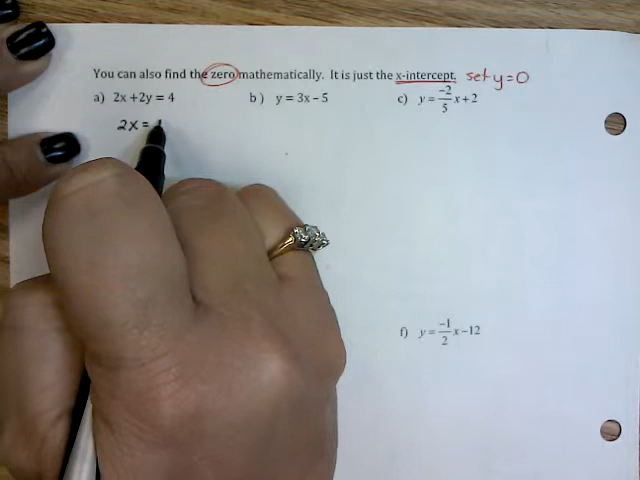 You can also find the zero mathematically. It is just the x-intercept. set y=0
a) 2x +2y = 4 b) y = 3x – 5 c) y = -2/5 x + 2
2x =
f) y = -1/2 x – 12